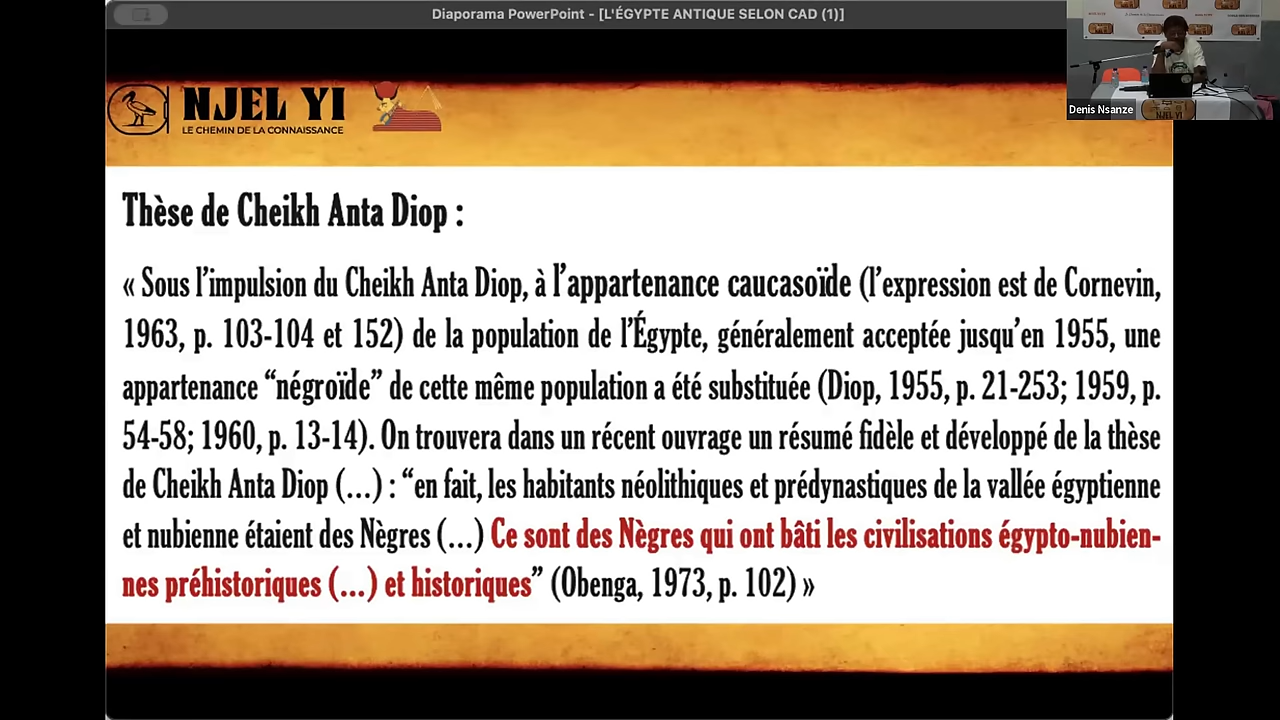 Diaporama PowerPoint - [L'ÉGYPTE ANTIQUE SELON CAD (1)]
NJEL YI
LE CHEMIN DE LA CONNAISSANCE
Denis Nsanze
NJEL YI
Thèse de Cheikh Anta Diop :
« Sous l’impulsion du Cheikh Anta Diop, à l’appartenance caucasoïde (l’expression est de Cornevin,
1963, p. 103-104 et 152) de la population de l’Égypte, généralement acceptée jusqu’en 1955, une
appartenance “négroïde” de cette même population a été substituée (Diop, 1955, p. 21-253; 1959, p.
54-58; 1960, p. 13-14). On trouvera dans un récent ouvrage un résumé fidèle et développé de la thèse
de Cheikh Anta Diop (…) : “en fait, les habitants néolithiques et prédynastiques de la vallée égyptienne
et nubienne étaient des Nègres (…) Ce sont des Nègres qui ont bâti les civilisations égypto-nubien-
nes préhistoriques (…) et historiques” (Obenga, 1973, p. 102) »